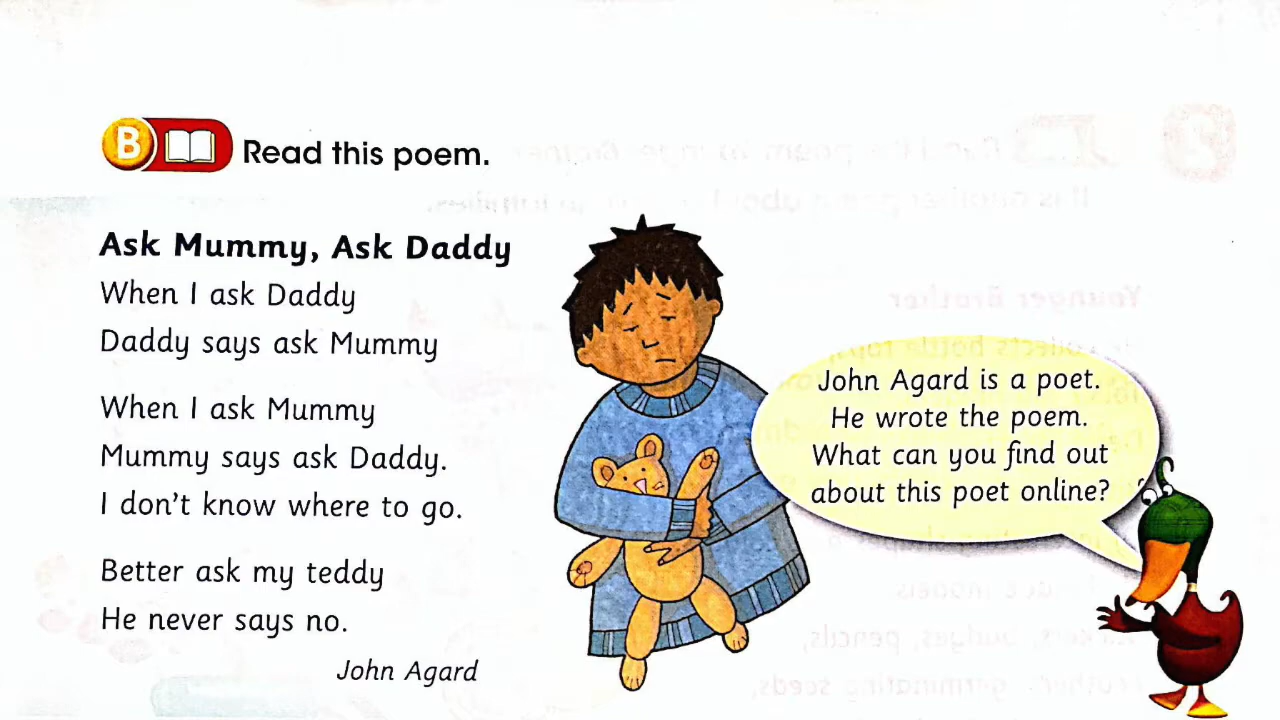 B Read this poem.
Ask Mummy, Ask Daddy
When I ask Daddy
Daddy says ask Mummy
When I ask Mummy
Mummy says ask Daddy.
I don't know where to go.
Better ask my teddy
He never says no.
John Agard
John Agard is a poet.
He wrote the poem.
What can you find out
about this poet online?